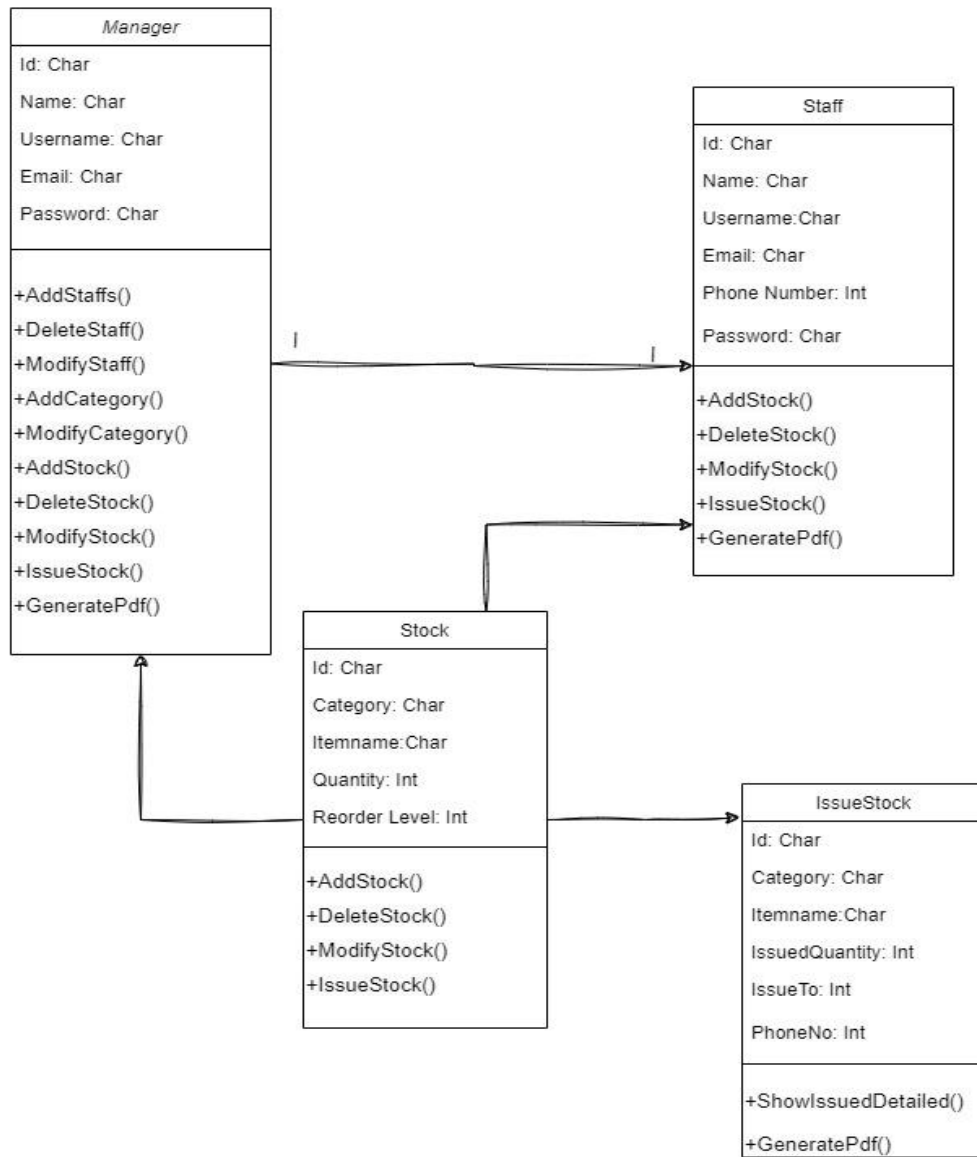 Manager
Id: Char
Name: Char
Username: Char
Email: Char
Password: Char
+AddStaffs()
+DeleteStaff()
+ModifyStaff()
+AddCategory()
+ModifyCategory()
+AddStock()
+DeleteStock()
+ModifyStock()
+IssueStock()
+GeneratePdf()
1
1
Staff
Id: Char
Name: Char
Username:Char
Email: Char
Phone Number: Int
Password: Char
+AddStock()
+DeleteStock()
+ModifyStock()
+IssueStock()
+GeneratePdf()
Stock
Id: Char
Category: Char
Itemname:Char
Quantity: Int
Reorder Level: Int
+AddStock()
+DeleteStock()
+ModifyStock()
+IssueStock()
IssueStock
Id: Char
Category: Char
Itemname:Char
IssuedQuantity: Int
IssueTo: Int
PhoneNo: Int
+ShowIssuedDetailed()
+GeneratePdf()